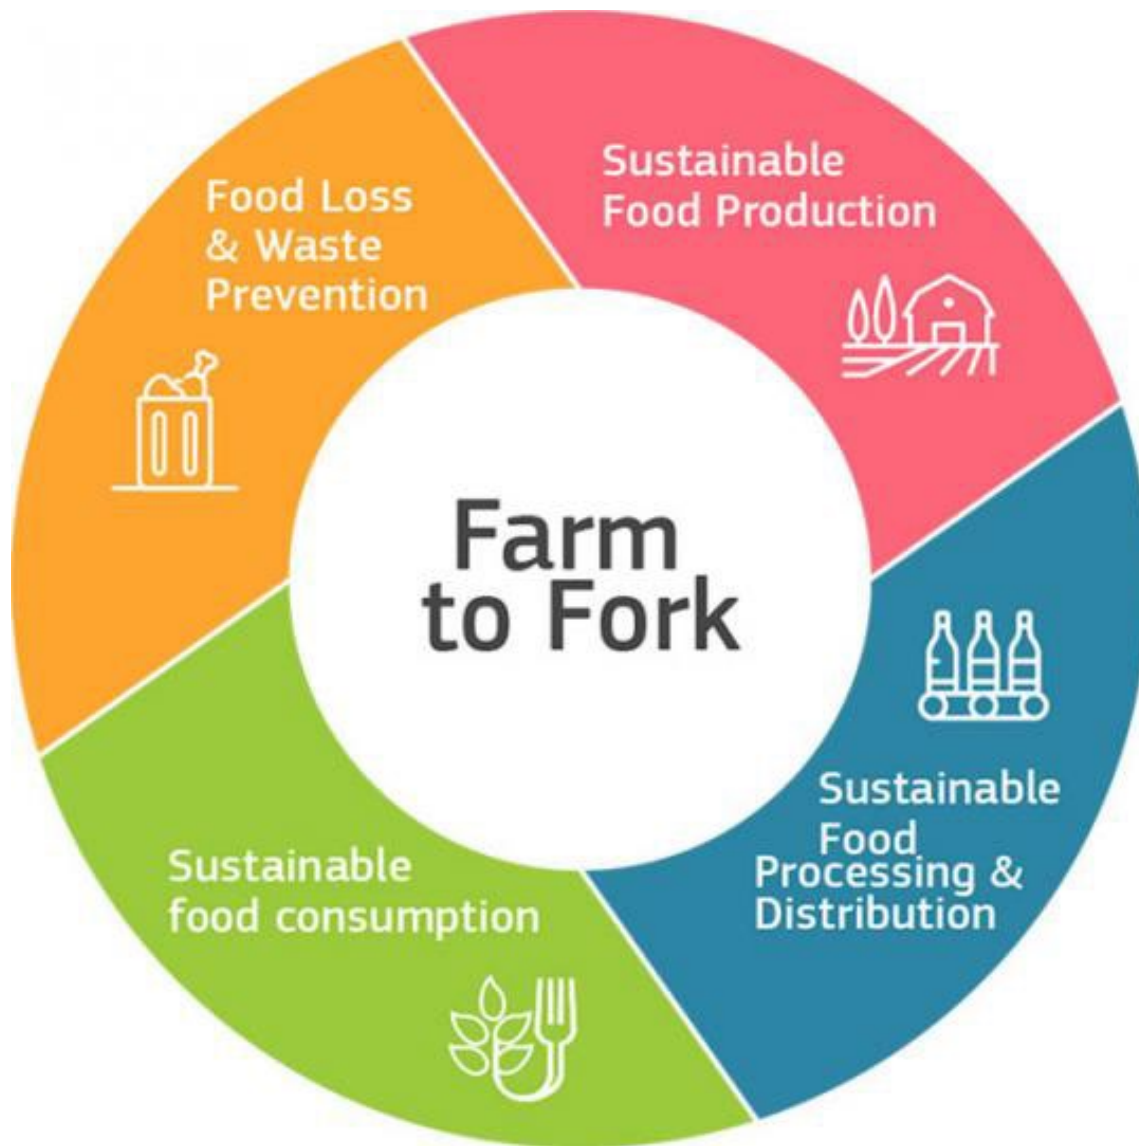 Sustainable
Food Production
Food Loss
& Waste
Prevention
Farm
to Fork
Sustainable
Food
Processing &
Distribution
Sustainable
food consumption